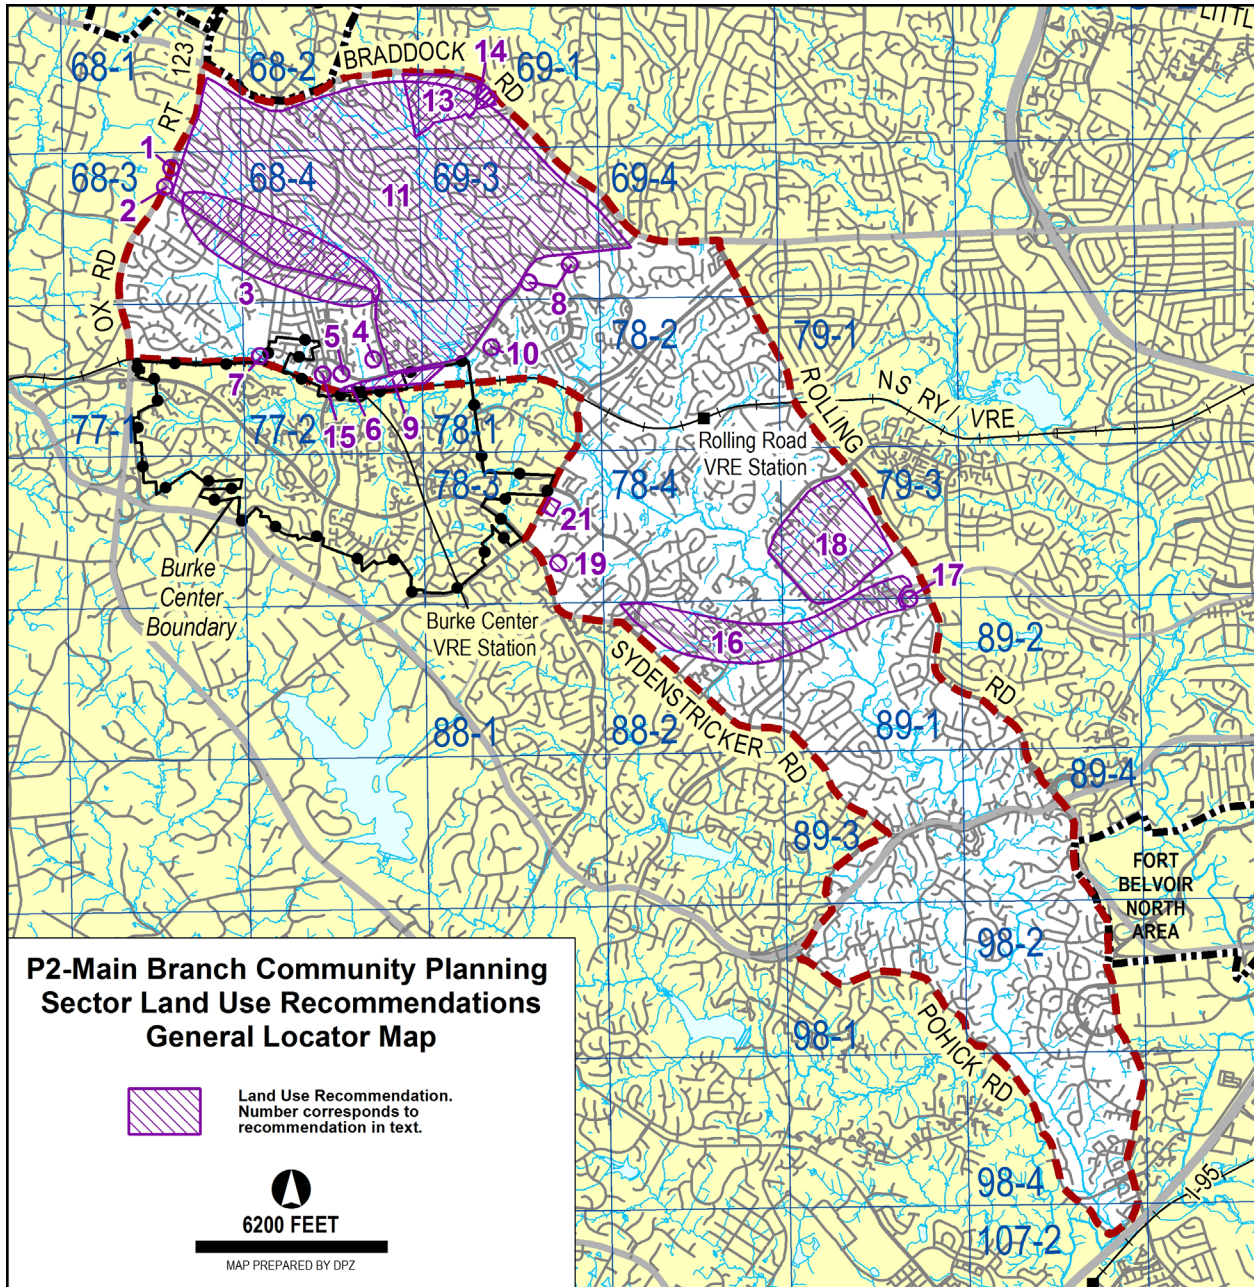 LITTL
68-1
123
68-2
BRADDOCK
RD
14
69-1
13
RT
1
68-3
2
68-4
69-3
11
69-4
OX RD
3
8
5
4
10
78-2
79-1
7
ROLLING
NS RY / VRE
77-1
77-2
15
6
9
78-1
Rolling Road
VRE Station
78-3
78-4
79-3
21
18
19
17
Burke
Center
Boundary
Burke Center
VRE Station
16
89-2
SYDENSTRICKER
RD
RD
88-1
88-2
89-1
89-4
89-3
FORT
BELVOIR
NORTH
AREA
98-2
98-1
POHICK RD
98-4
I-95
107-2
P2-Main Branch Community Planning
Sector Land Use Recommendations
General Locator Map
Land Use Recommendation.
Number corresponds to
recommendation in text.
6200 FEET
MAP PREPARED BY DPZ